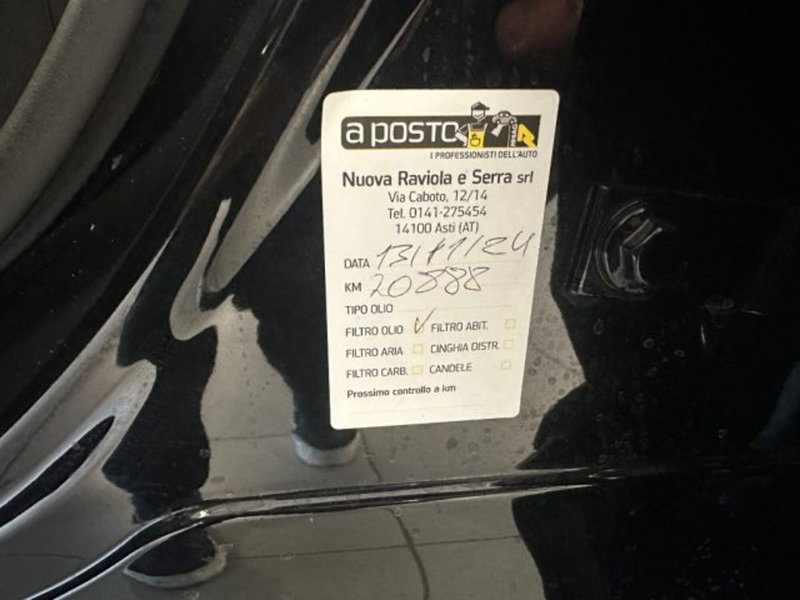 a POSTO
I PROFESSIONISTI DELL'AUTO
Nuova Raviola e Serra srl
Via Caboto, 12/14
Tel. 0141-275454
14100 Asti (AT)
DATA 13/11/24
KM 20888
TIPO OLIO
FILTRO OLIO ✓ FILTRO ABIT.
FILTRO ARIA CINGHIA DISTR.
FILTRO CARB. CANDELE
Prossimo controllo a km